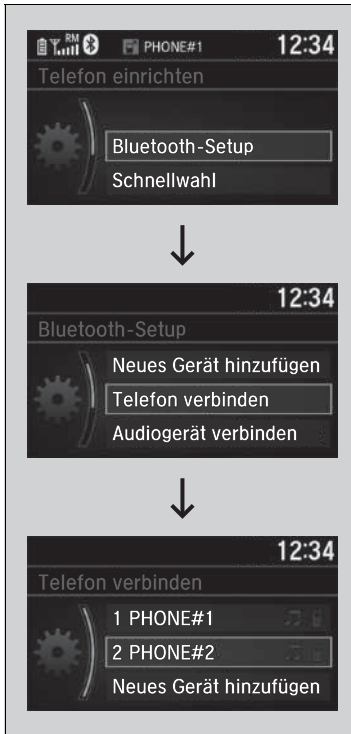 RM PHONE#1 12:34
Telefon einrichten
Bluetooth-Setup
Schnellwahl
12:34
Bluetooth-Setup
Neues Gerät hinzufügen
Telefon verbinden
Audiogerät verbinden
12:34
Telefon verbinden
1 PHONE#1
2 PHONE#2
Neues Gerät hinzufügen